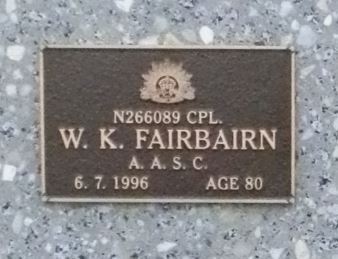 N266089 CPL.
W. K. FAIRBAIRN
A. A. S. C.
6. 7. 1996 AGE 80